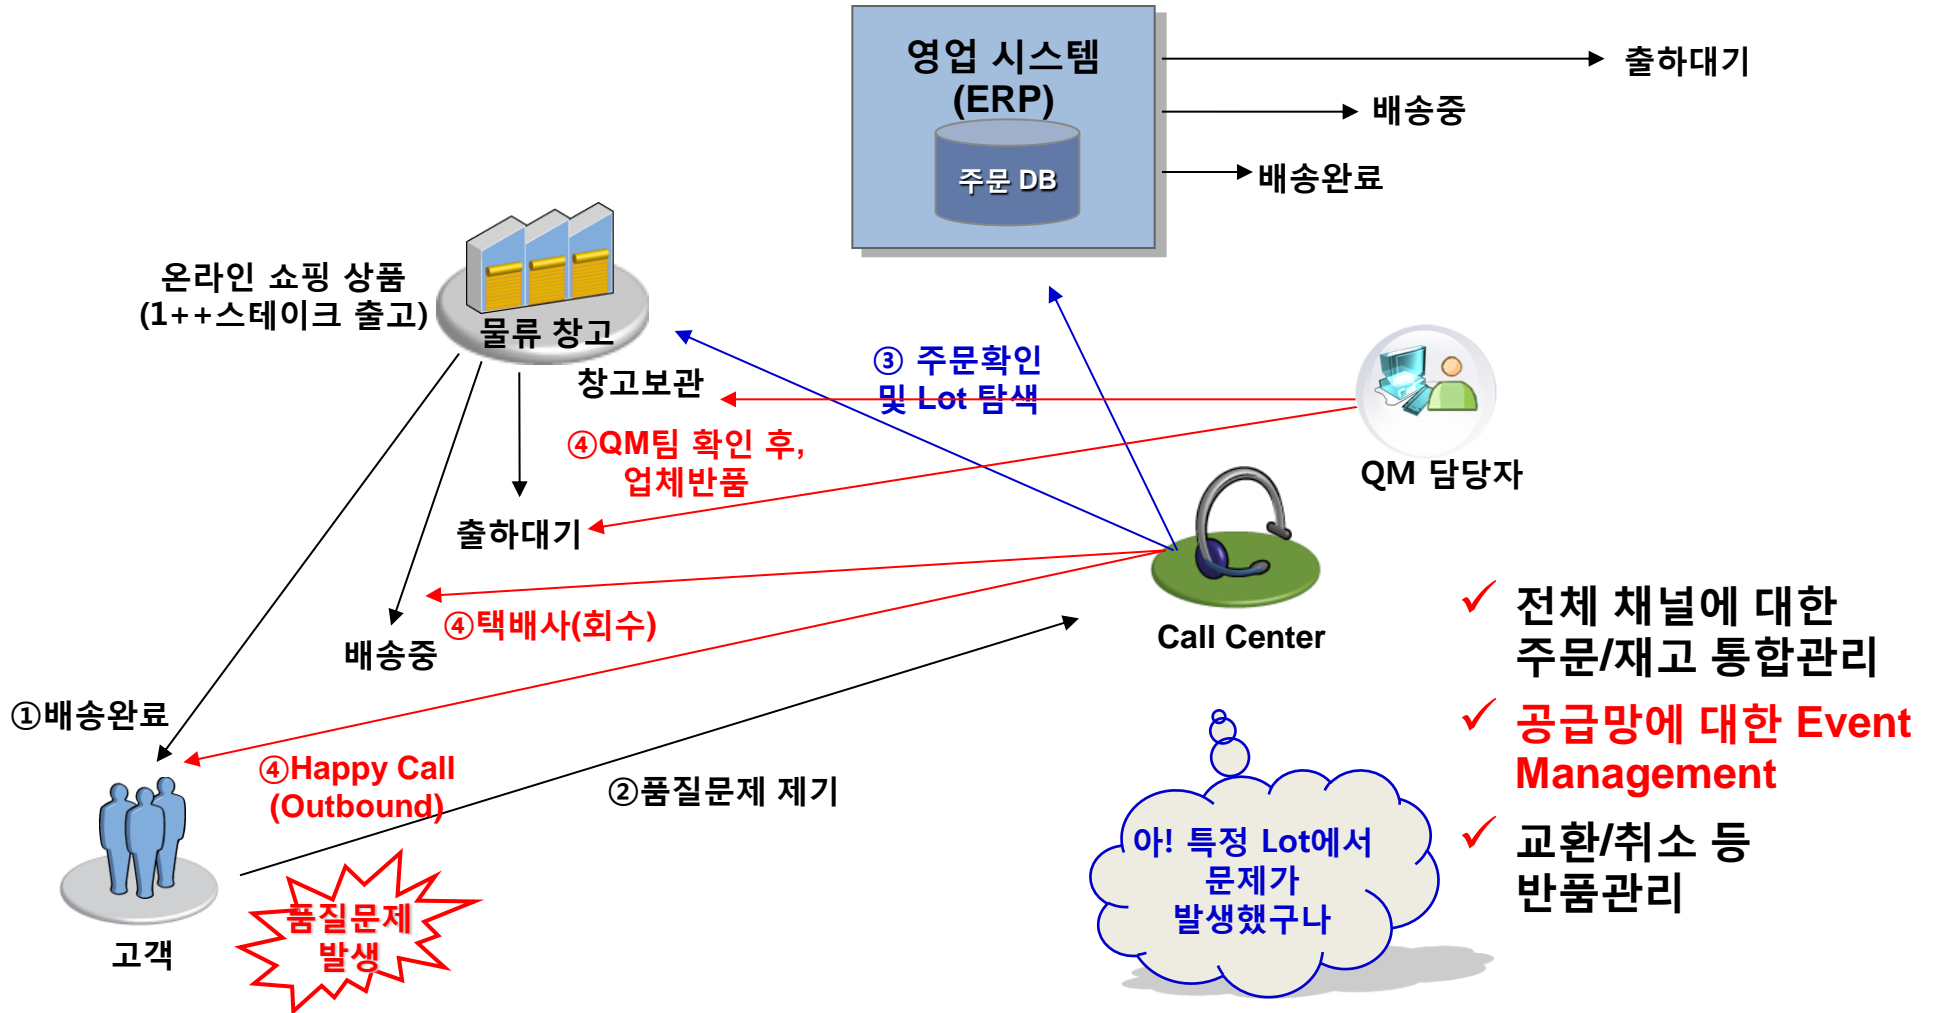 영업 시스템
(ERP)
주문 DB
출하대기
배송중
배송완료
온라인 쇼핑 상품
(1++스테이크 출고)
물류 창고
창고보관
③ 주문확인
및 Lot 탐색
④QM팀 확인 후,
업체반품
QM 담당자
출하대기
④택배사(회수)
배송중
Call Center
①배송완료
④Happy Call
(Outbound)
②품질문제 제기
품질문제
발생
고객
아! 특정 Lot에서
문제가
발생했구나
✓ 전체 채널에 대한
주문/재고 통합관리
✓ 공급망에 대한 Event
Management
✓ 교환/취소 등
반품관리